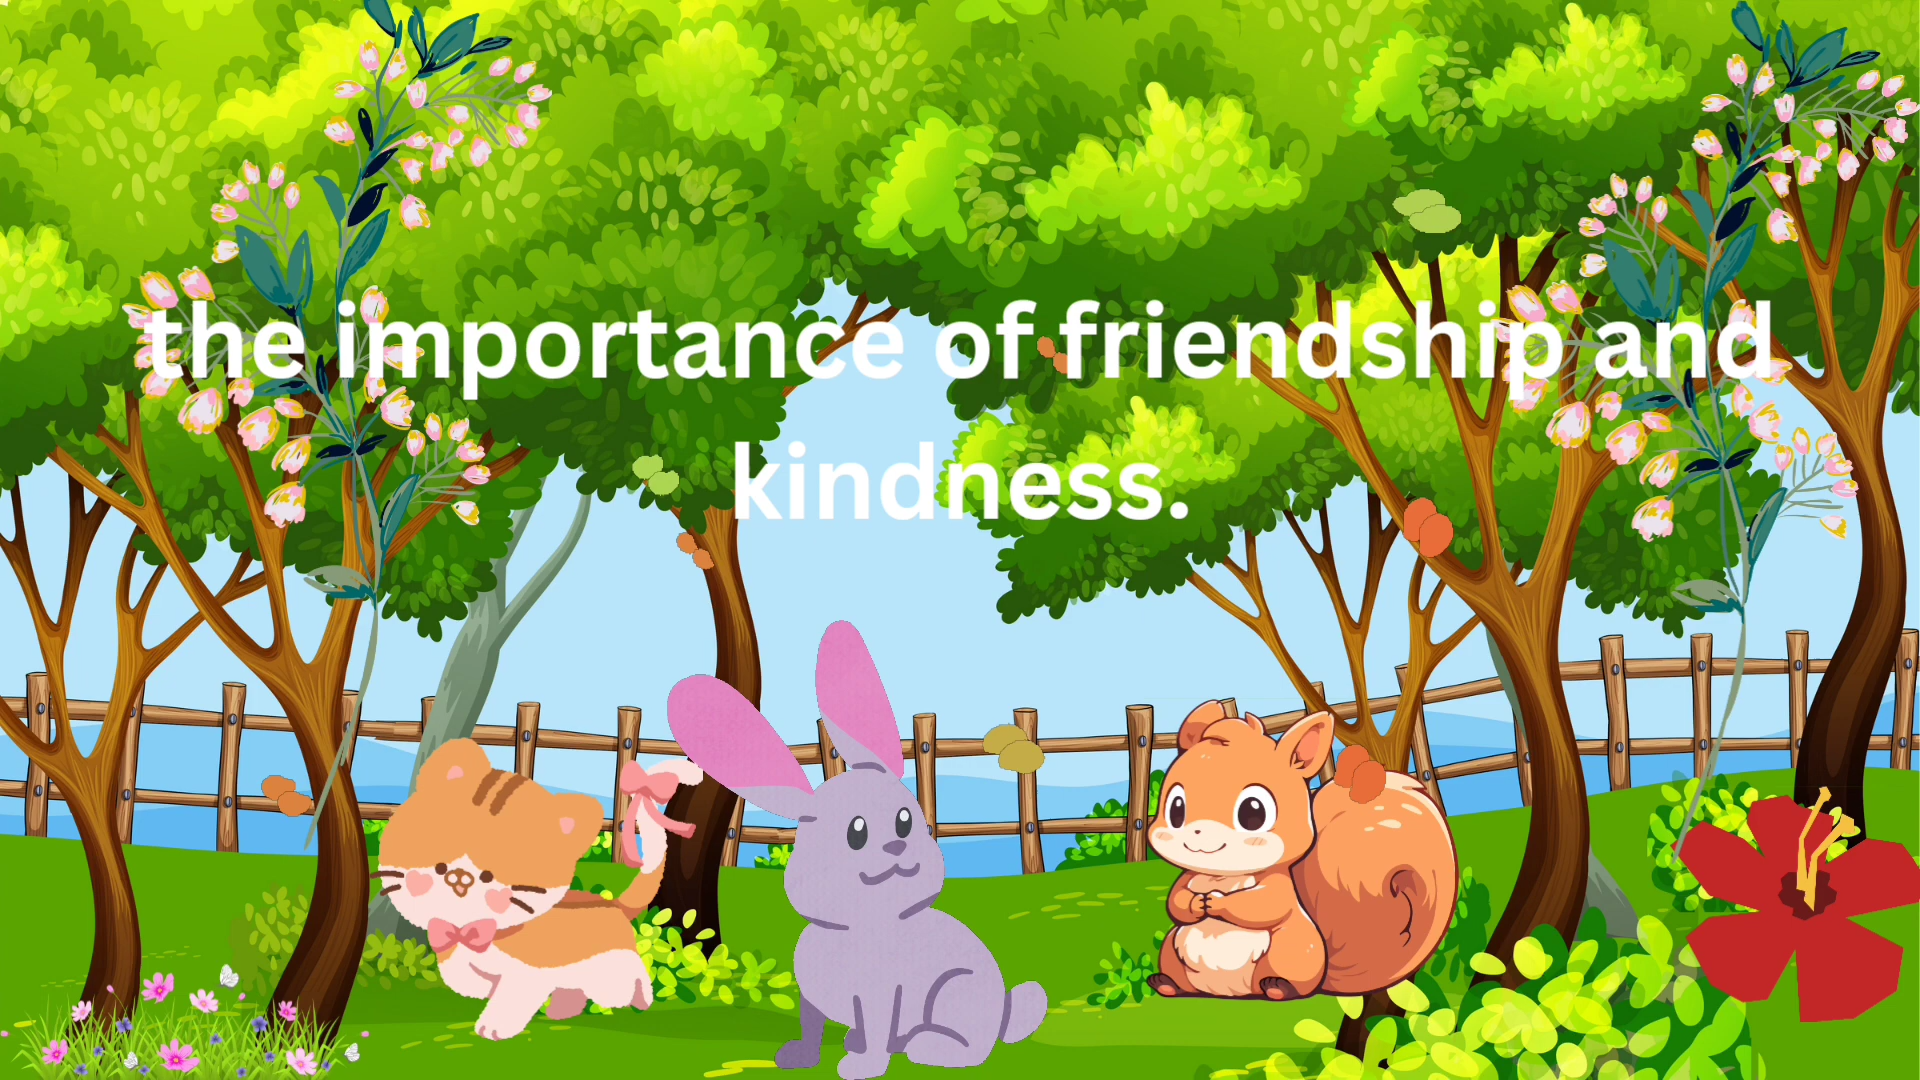 the importance of friendship and
kindness.